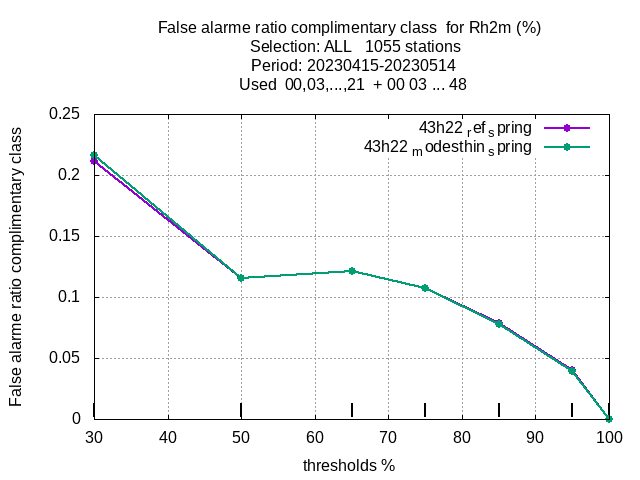 False alarme ratio complimentary class  for Rh2m (%)
Selection: ALL   1055 stations
Period: 20230415-20230514
Used  00,03,...,21  + 00 03 ... 48
False alarme ratio complimentary class
0.25
0.2
0.15
0.1
0.05
0
43h22 ref spring
43h22 modesthin spring
30 40 50 60 70 80 90 100
thresholds %